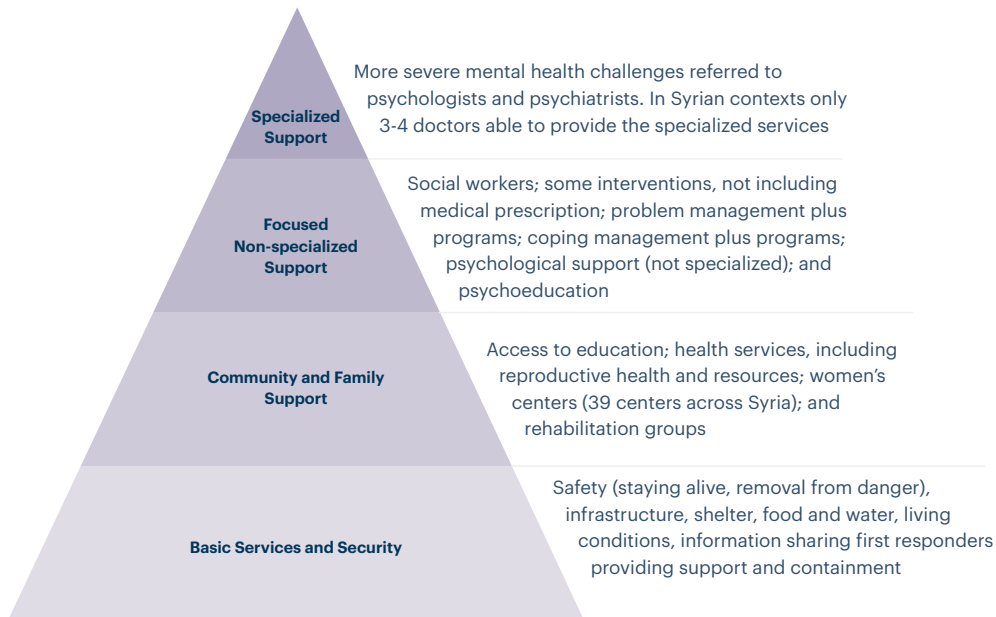 More severe mental health challenges referred to
psychologists and psychiatrists. In Syrian contexts only
3-4 doctors able to provide the specialized services
Specialized
Support
Social workers; some interventions, not including
medical prescription; problem management plus
programs; coping management plus programs;
psychological support (not specialized); and
psychoeducation
Focused
Non-specialized
Support
Access to education; health services, including
reproductive health and resources; women’s
centers (39 centers across Syria); and
rehabilitation groups
Community and Family
Support
Safety (staying alive, removal from danger),
infrastructure, shelter, food and water, living
conditions, information sharing first responders
providing support and containment
Basic Services and Security